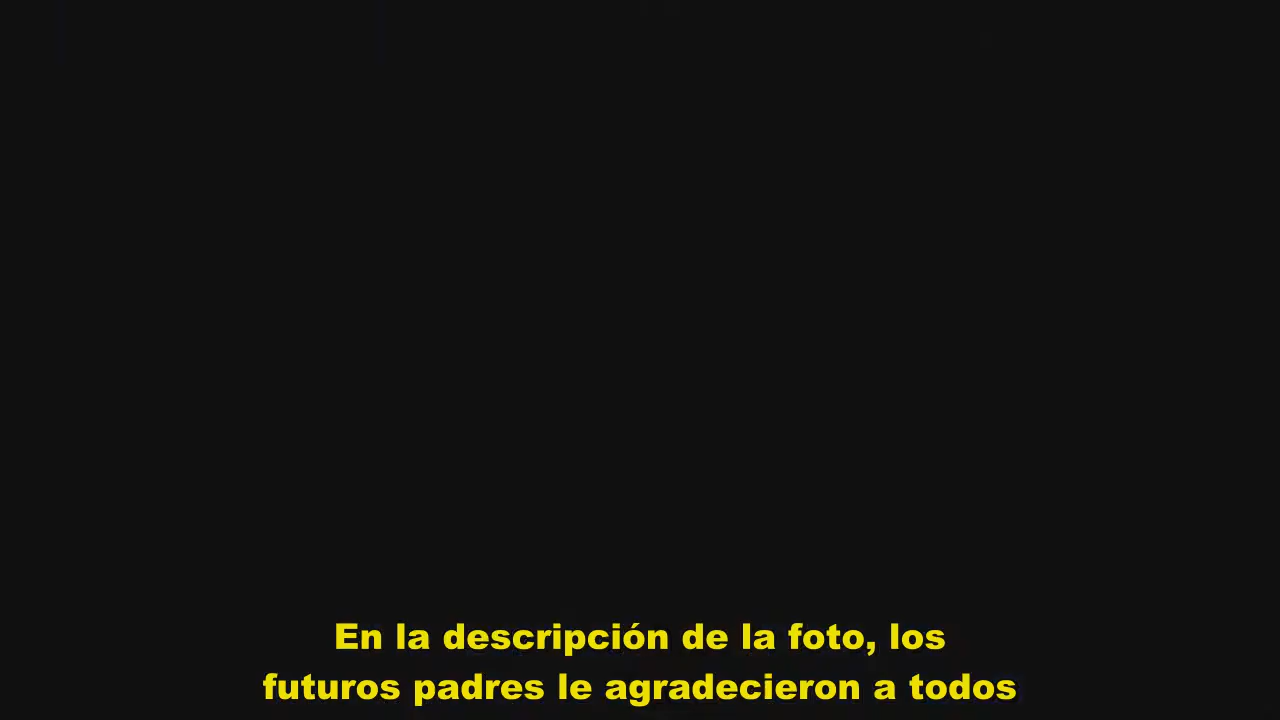 En la descripción de la foto, los
futuros padres le agradecieron a todos